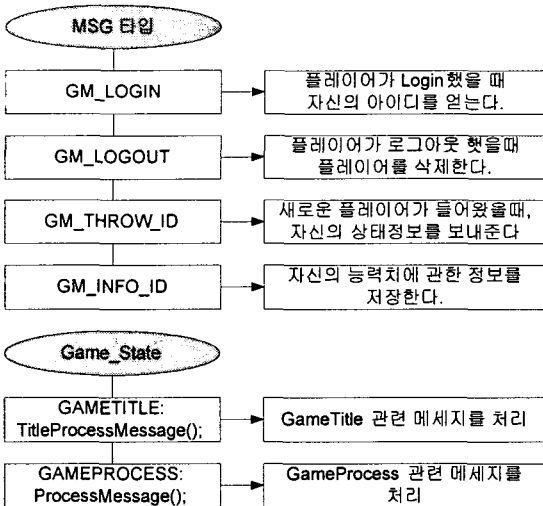 MSG 타입
GM_LOGIN
플레이어가 Login했을 때
자신의 아이디를 얻는다.
GM_LOGOUT
플레이어가 로그아웃 햇을때
플레이어를 삭제한다.
GM_THROW_ID
새로운 플레이어가 들어왔을때,
자신의 상태정보를 보내준다
GM_INFO_ID
자신의 능력치에 관한 정보를
저장한다.
Game_State
GAMETITLE:
TitleProcessMessage();
GameTitle 관련 메세지를 처리
GAMEPROCESS:
ProcessMessage();
GameProcess 관련 메세지를
처리